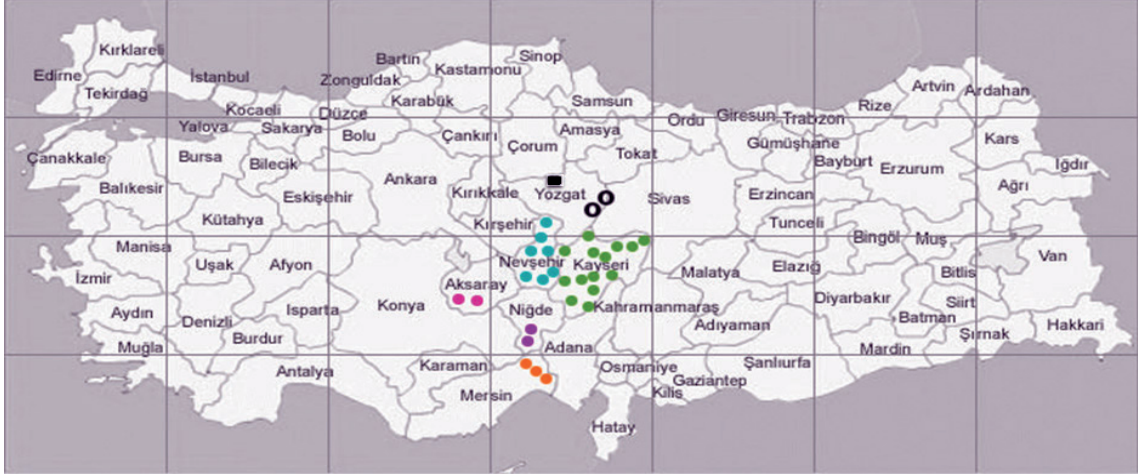 Kırklareli
Edirne
Tekirdağ
İstanbul
Kocaeli
Yalova
Sakarya
Düzce
Zonguldak
Bartın
Karabük
Kastamonu
Sinop
Samsun
Ordu
Giresun
Trabzon
Rize
Artvin
Ardahan
Çanakkale
Bursa
Bilecik
Bolu
Çankırı
Çorum
Amasya
Tokat
Gümüşhane
Bayburt
Erzurum
Kars
Iğdır
Balıkesir
Kütahya
Eskişehir
Ankara
Kırıkkale
Yozgat
Sivas
Erzincan
Tunceli
Ağrı
Kırşehir
Manisa
İzmir
Uşak
Afyon
Nevşehir
Kayseri
Malatya
Elazığ
Bingöl
Muş
Bitlis
Van
Aydın
Denizli
Isparta
Konya
Aksaray
Niğde
Kahramanmaraş
Adıyaman
Diyarbakır
Batman
Siirt
Şırnak
Hakkari
Muğla
Burdur
Antalya
Karaman
Mersin
Adana
Osmaniye
Gaziantep
Kilis
Şanlıurfa
Mardin
Hatay